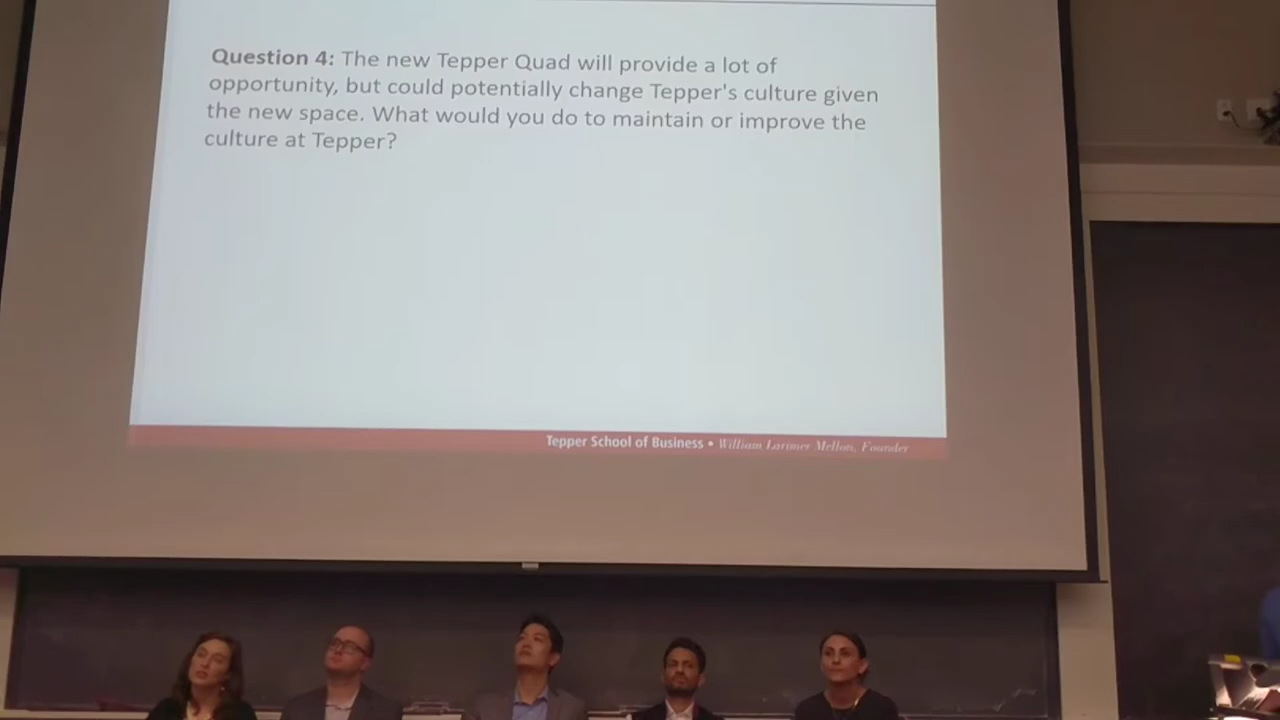 Question 4: The new Tepper Quad will provide a lot of
opportunity, but could potentially change Tepper's culture given
the new space. What would you do to maintain or improve the
culture at Tepper?
Tepper School of Business • William Larimer Mellon, Founder